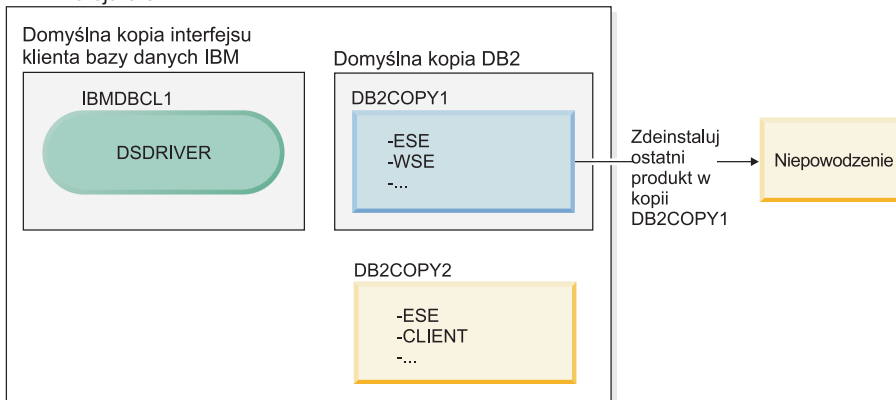 Domyślna kopia interfejsu
klienta bazy danych IBM
IBMDBCL1
DSDRIVER
Domyślna kopia DB2
DB2COPY1
-ESE
-WSE
-...
Zdeinstaluj
ostatni
produkt w
kopii
DB2COPY1
Niepowodzenie
DB2COPY2
-ESE
-CLIENT
-...